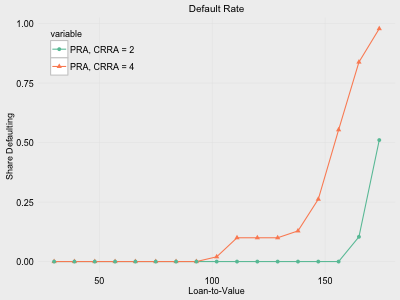 Default Rate
variable
PRA, CRRA = 2
PRA, CRRA = 4
Share Defaulting
1.00
0.75
0.50
0.25
0.00
50
100
150
Loan-to-Value